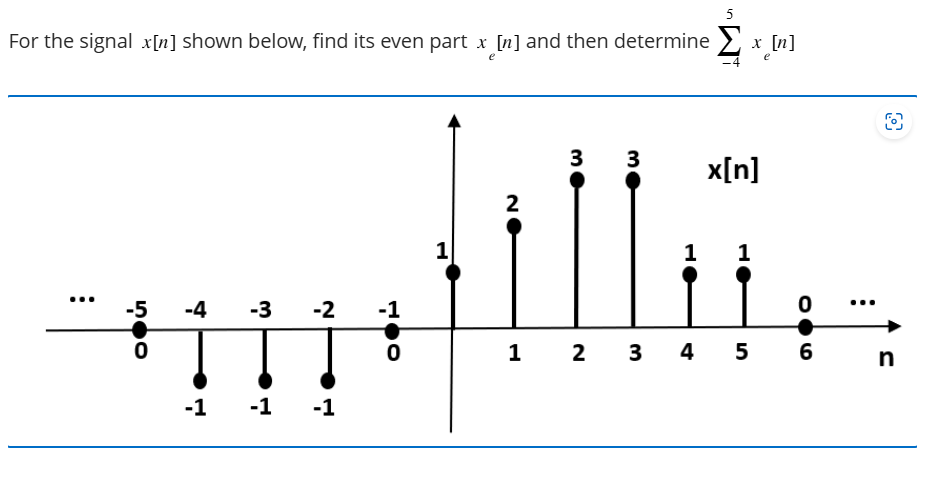 For the signal x[n] shown below, find its even part x_e[n] and then determine \sum_{-4}^{5} x_e[n]
3 3 x[n]
2
1 1 1
... -5 -4 -3 -2 -1 0 ...
0 0 1 2 3 4 5 6 n
-1 -1 -1